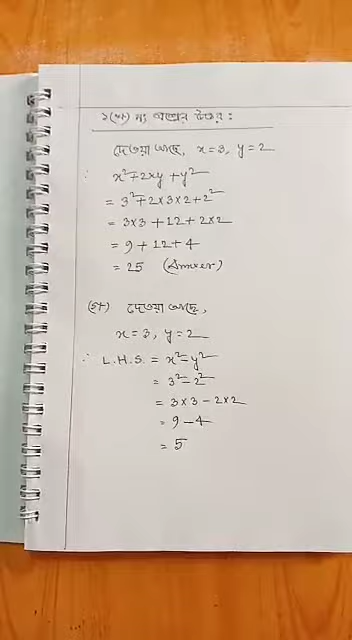 ১(খ) নং প্রশ্নের উত্তর:
দেওয়া আছে, x=3, y=2
∴ x²+2xy+y²
= 3²+2×3×2+2²
= 3×3+12+2×2
= 9+12+4
= 25 (Answer)
(গ) দেওয়া আছে,
x=3, y=2
∴ L.H.S. = x²-y²
= 3²-2²
= 3×3-2×2
= 9-4
= 5